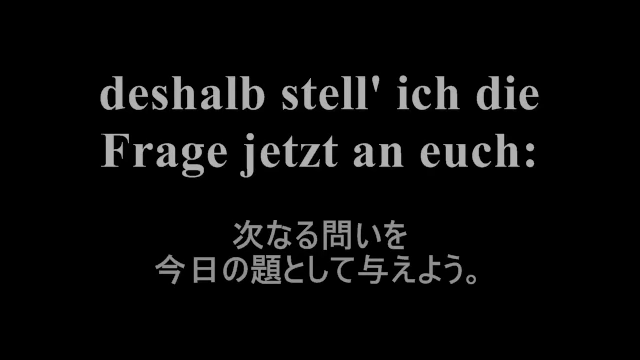 deshalb stell' ich die
Frage jetzt an euch:
次なる問いを
今日の題として与えよう。